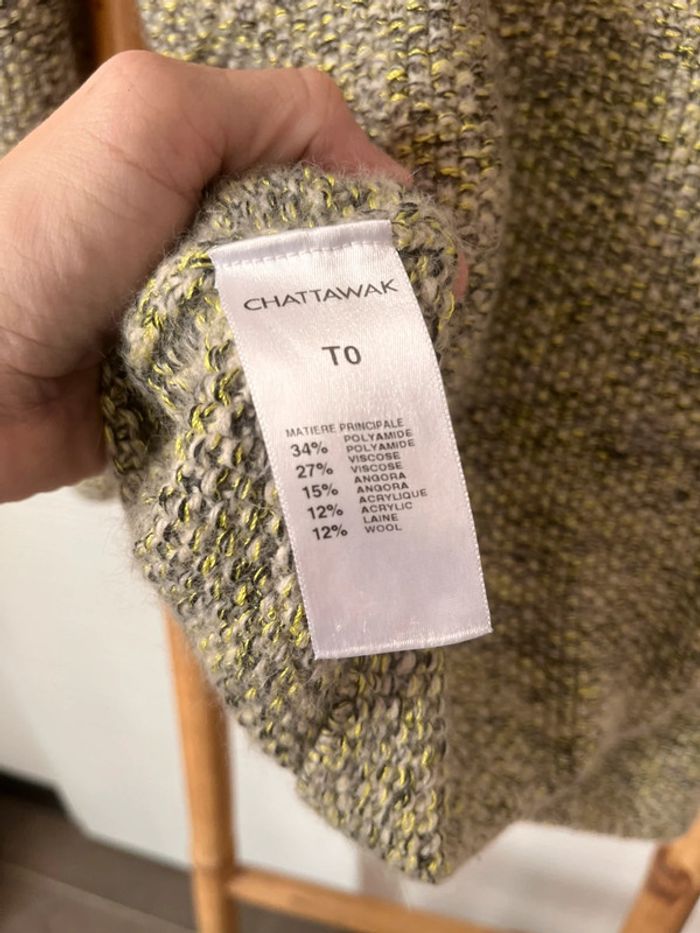 CHATTAWAK
T0
MATIERE PRINCIPALE
34% POLYAMIDE
POLYAMIDE
27% VISCOSE
VISCOSE
15% ANGORA
ANGORA
12% ACRYLIQUE
ACRYLIC
12% LAINE
WOOL